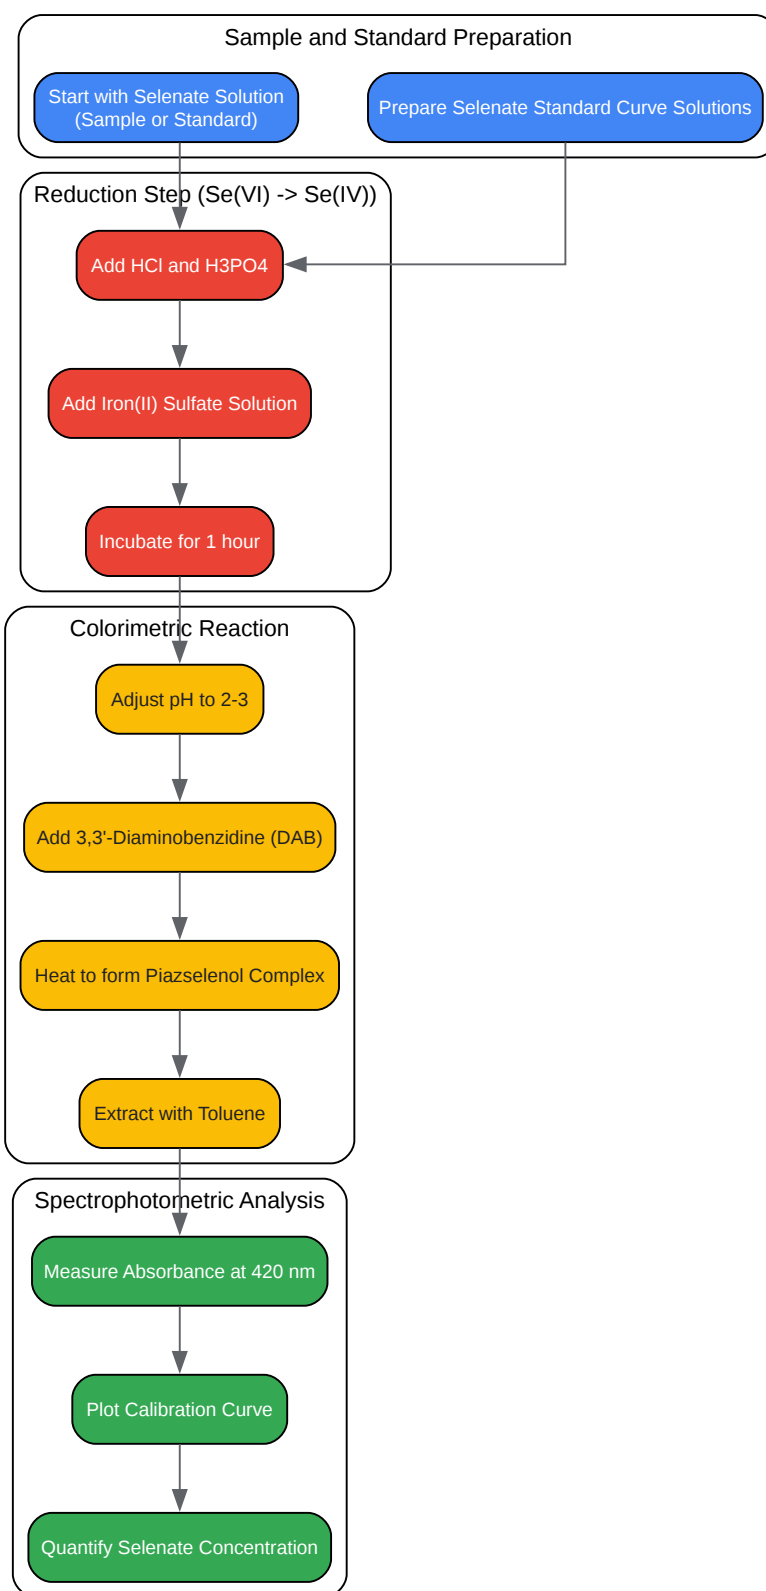 Sample and Standard Preparation
Start with Selenate Solution
(Sample or Standard)
Prepare Selenate Standard Curve Solutions
Reduction Step (Se(VI) -> Se(IV))
Add HCl and H3PO4
Add Iron(II) Sulfate Solution
Incubate for 1 hour
Colorimetric Reaction
Adjust pH to 2-3
Add 3,3'-Diaminobenzidine (DAB)
Heat to form Piazselenol Complex
Extract with Toluene
Spectrophotometric Analysis
Measure Absorbance at 420 nm
Plot Calibration Curve
Quantify Selenate Concentration